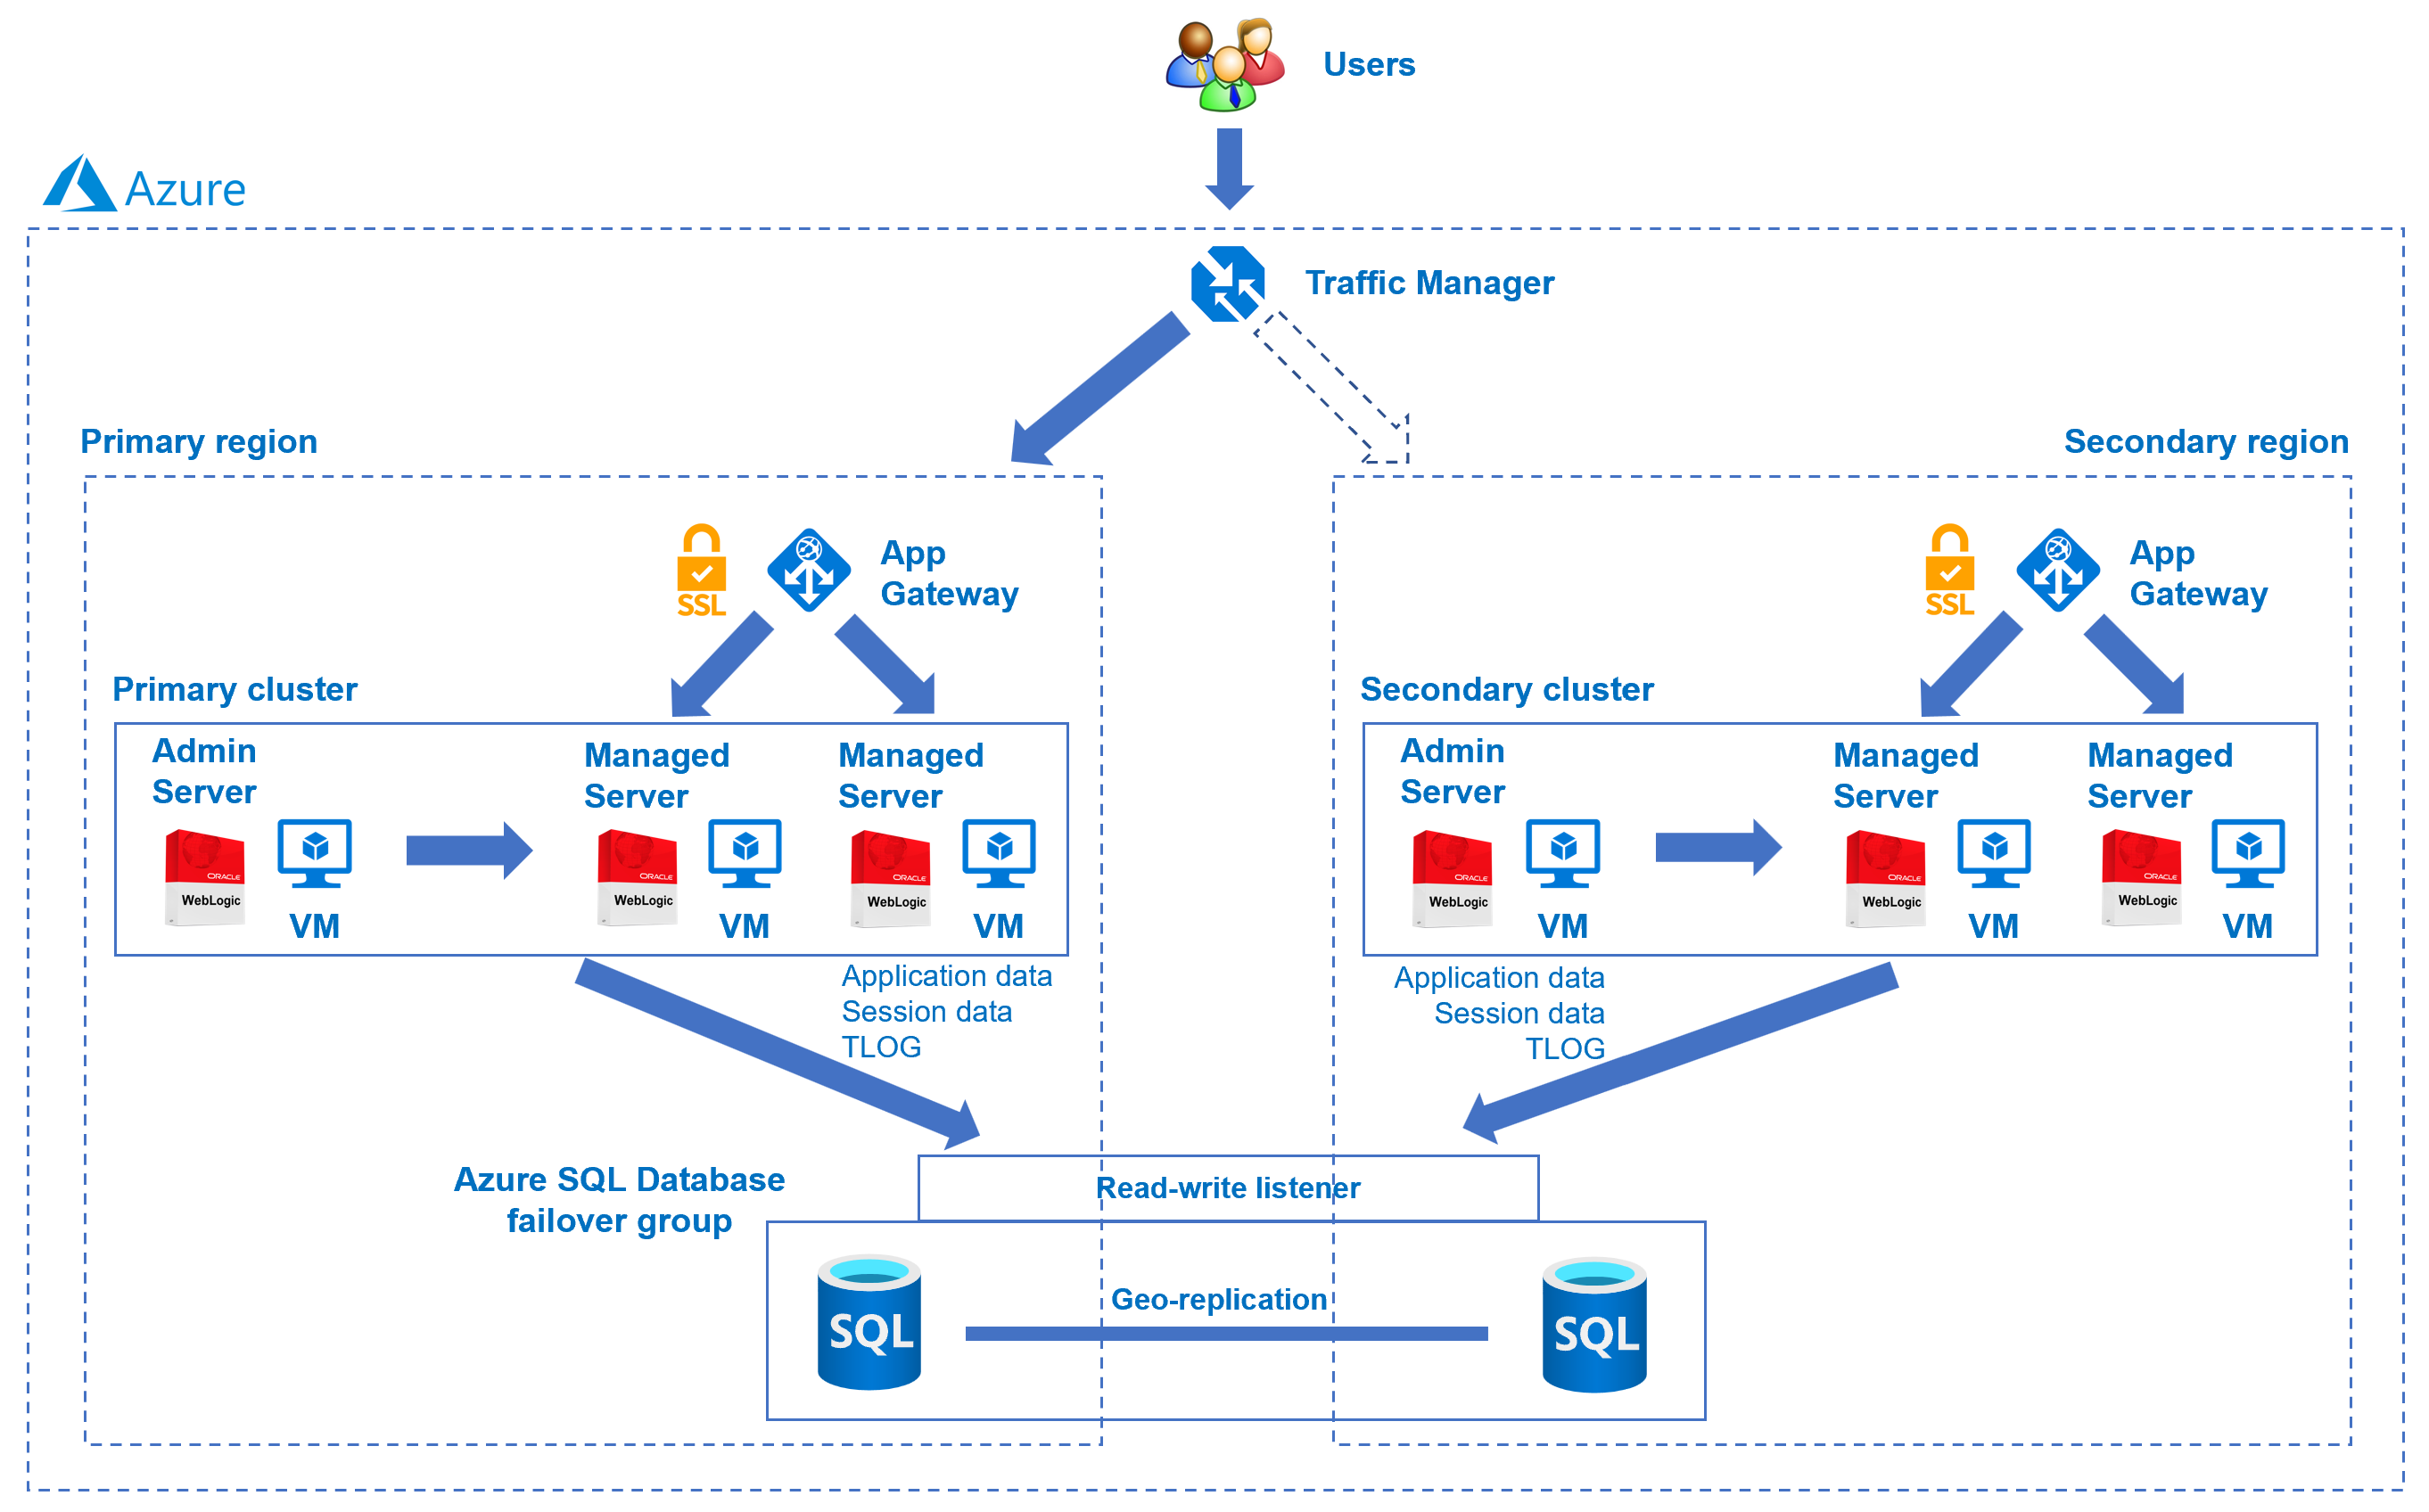 Users
Azure
Traffic Manager
Primary region
Secondary region
SSL
App
Gateway
SSL
App
Gateway
Primary cluster
Admin
Server
Managed
Server
Managed
Server
ORACLE
WebLogic
VM
ORACLE
WebLogic
VM
ORACLE
WebLogic
VM
Secondary cluster
Admin
Server
Managed
Server
Managed
Server
ORACLE
WebLogic
VM
ORACLE
WebLogic
VM
ORACLE
WebLogic
VM
Application data
Session data
TLOG
Application data
Session data
TLOG
Azure SQL Database
failover group
Read-write listener
SQL
Geo-replication
SQL